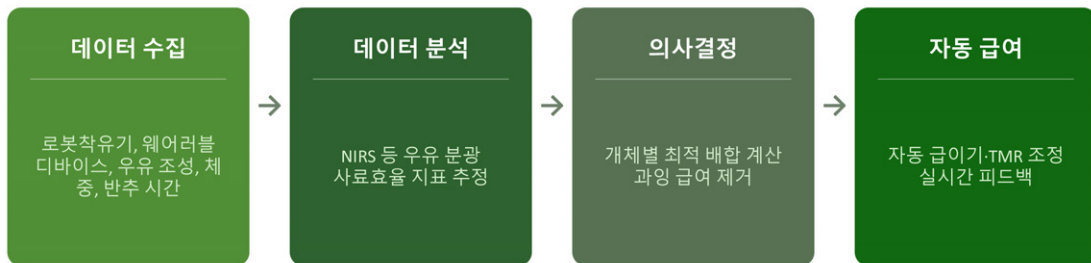 데이터 수집
로봇착유기, 웨어러블
디바이스, 우유 조성, 체
중, 반추 시간
데이터 분석
NIRS 등 우유 분광
사료효율 지표 추정
의사결정
개체별 최적 배합 계산
과잉 급여 제거
자동 급여
자동 급이기·TMR 조정
실시간 피드백